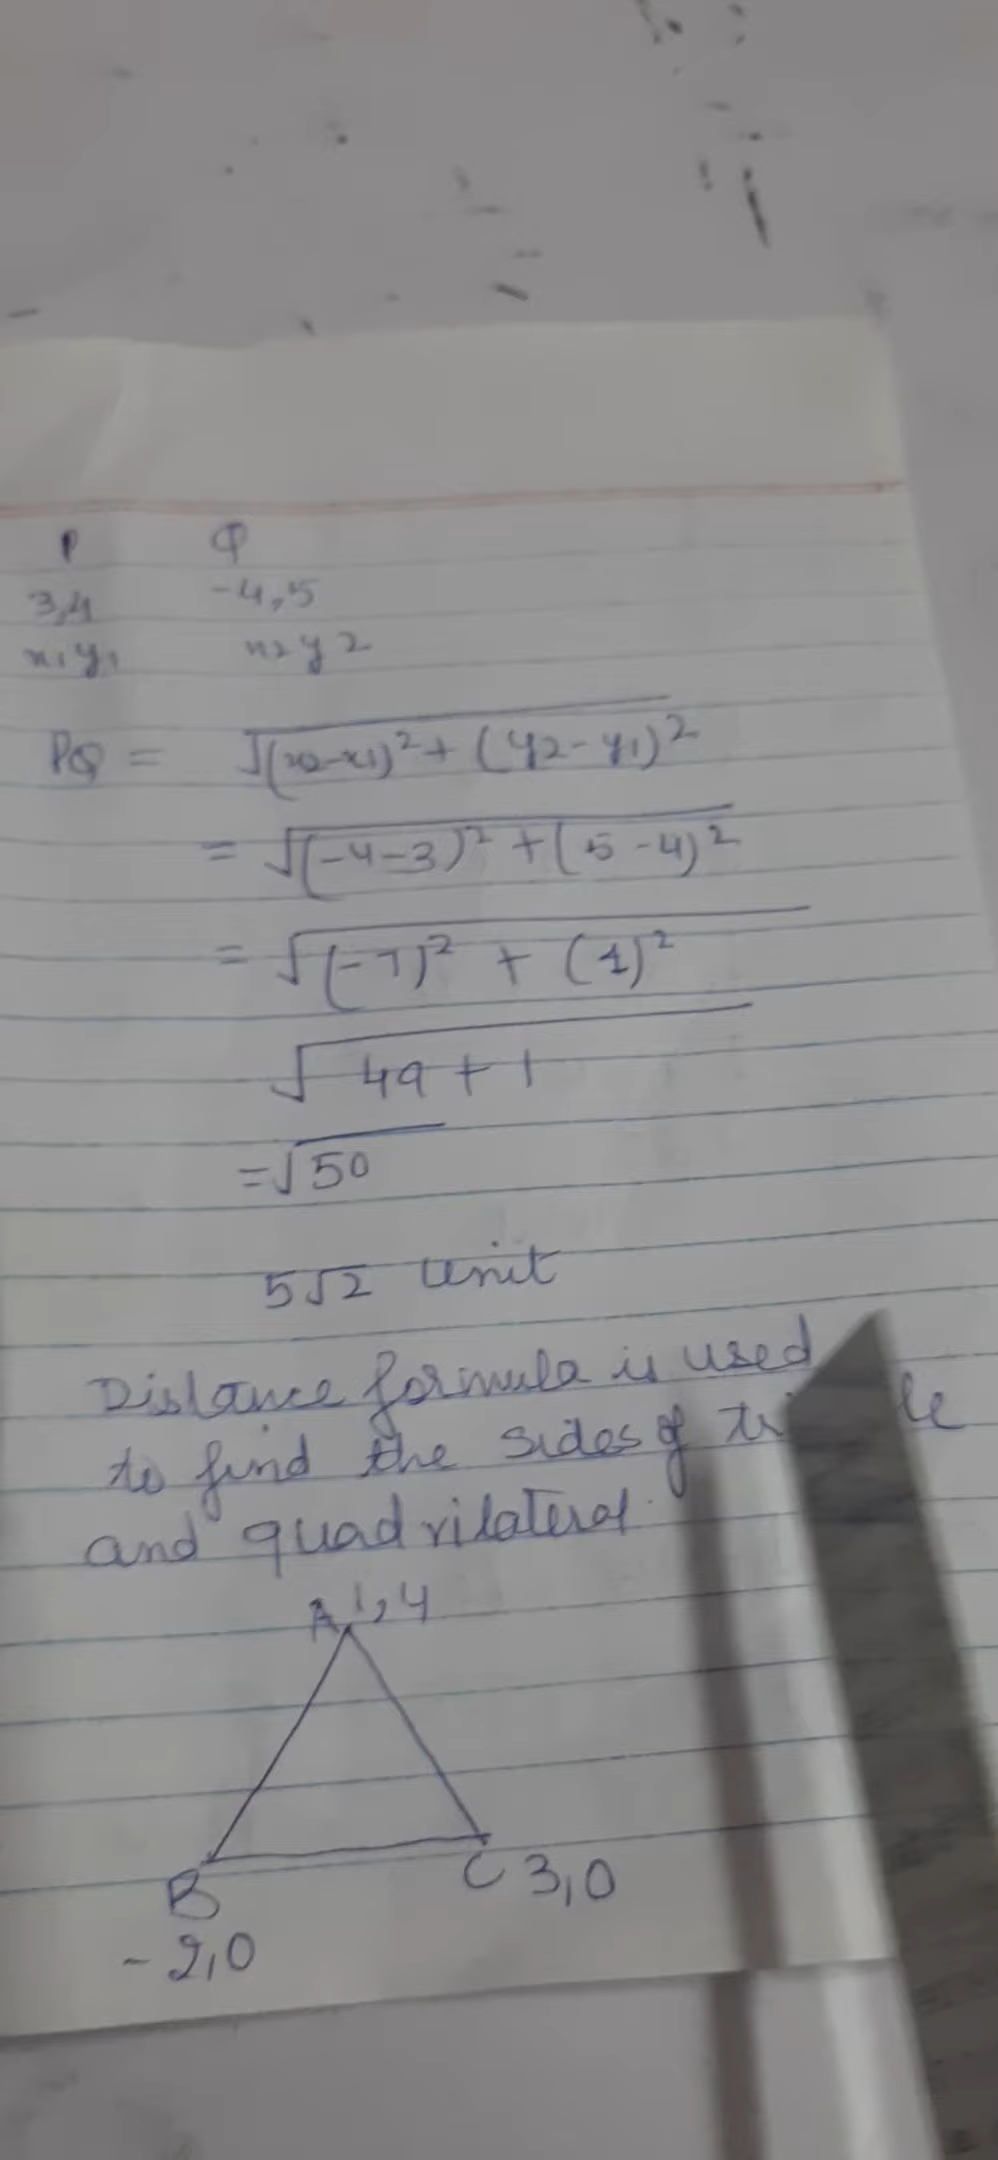 P Q
3,4 -4,5
x1y1 x2y2
PQ = √(x2-x1)²+(y2-y1)²
= √(-4-3)²+(5-4)²
= √(-7)² + (1)²
√49+1
=√50
5√2 unit
Distance formula is used
to find the sides of
and quadrilateral.
A 1,4
B C 3,0
-2,0